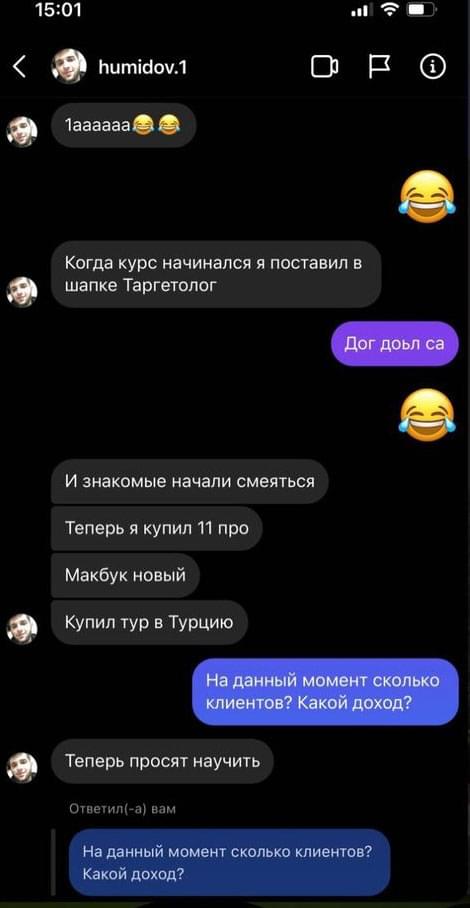 15:01
humidov.1
1аааааа😂😂
😂
Когда курс начинался я поставил в
шапке Таргетолог
Дог доьл са
😂
И знакомые начали смеяться
Теперь я купил 11 про
Макбук новый
Купил тур в Турцию
На данный момент сколько
клиентов? Какой доход?
Теперь просят научить
Ответил(-а) вам
На данный момент сколько клиентов?
Какой доход?